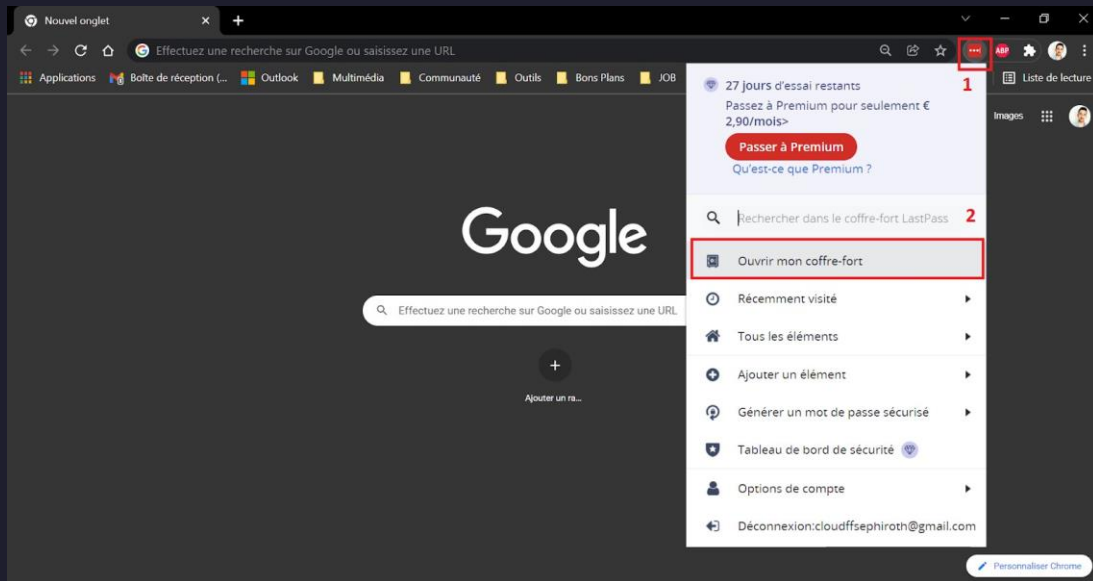 Nouvel onglet
Effectuez une recherche sur Google ou saisissez une URL
ABP
1
Applications
Boîte de réception (...
Outlook
Multimédia
Communauté
Outils
Bons Plans
JOB
Liste de lecture
27 jours d'essai restants
Passez à Premium pour seulement €
2,90/mois>
Passer à Premium
Qu'est-ce que Premium ?
Images
Rechercher dans le coffre-fort LastPass
2
Ouvrir mon coffre-fort
Récemment visité
Tous les éléments
Ajouter un élément
Générer un mot de passe sécurisé
Tableau de bord de sécurité
Options de compte
Déconnexion:cloudffsephiroth@gmail.com
Google
Effectuez une recherche sur Google ou saisissez une URL
Ajouter un ra...
Personnaliser Chrome